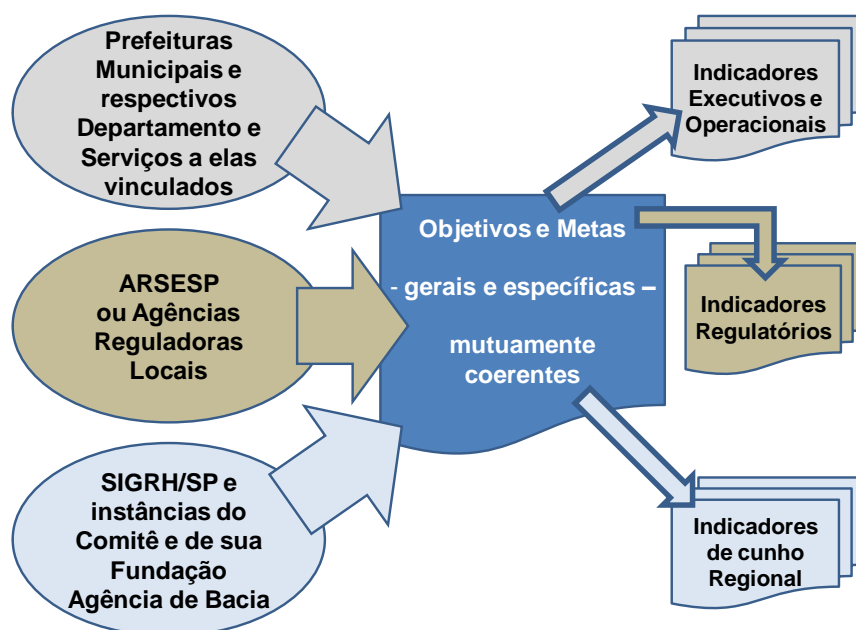 Prefeituras
Municipais e
respectivos
Departamento e
Serviços a elas
vinculados
ARSESP
ou Agências
Reguladoras
Locais
SIGRH/SP e
instâncias do
Comitê e de sua
Fundação
Agência de Bacia
Objetivos e Metas
- gerais e específicas –
mutuamente
coerentes
Indicadores
Executivos e
Operacionais
Indicadores
Regulatórios
Indicadores
de cunho
Regional